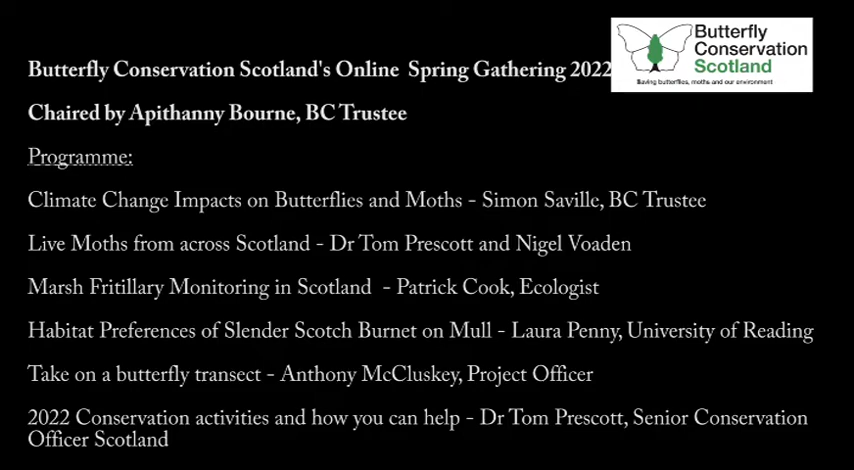 Butterfly Conservation Scotland's Online Spring Gathering 2022
Butterfly
Conservation
Scotland
Saving butterflies, moths and our environment
Chaired by Apithanny Bourne, BC Trustee
Programme:
Climate Change Impacts on Butterflies and Moths - Simon Saville, BC Trustee
Live Moths from across Scotland - Dr Tom Prescott and Nigel Voaden
Marsh Fritillary Monitoring in Scotland - Patrick Cook, Ecologist
Habitat Preferences of Slender Scotch Burnet on Mull - Laura Penny, University of Reading
Take on a butterfly transect - Anthony McCluskey, Project Officer
2022 Conservation activities and how you can help - Dr Tom Prescott, Senior Conservation
Officer Scotland